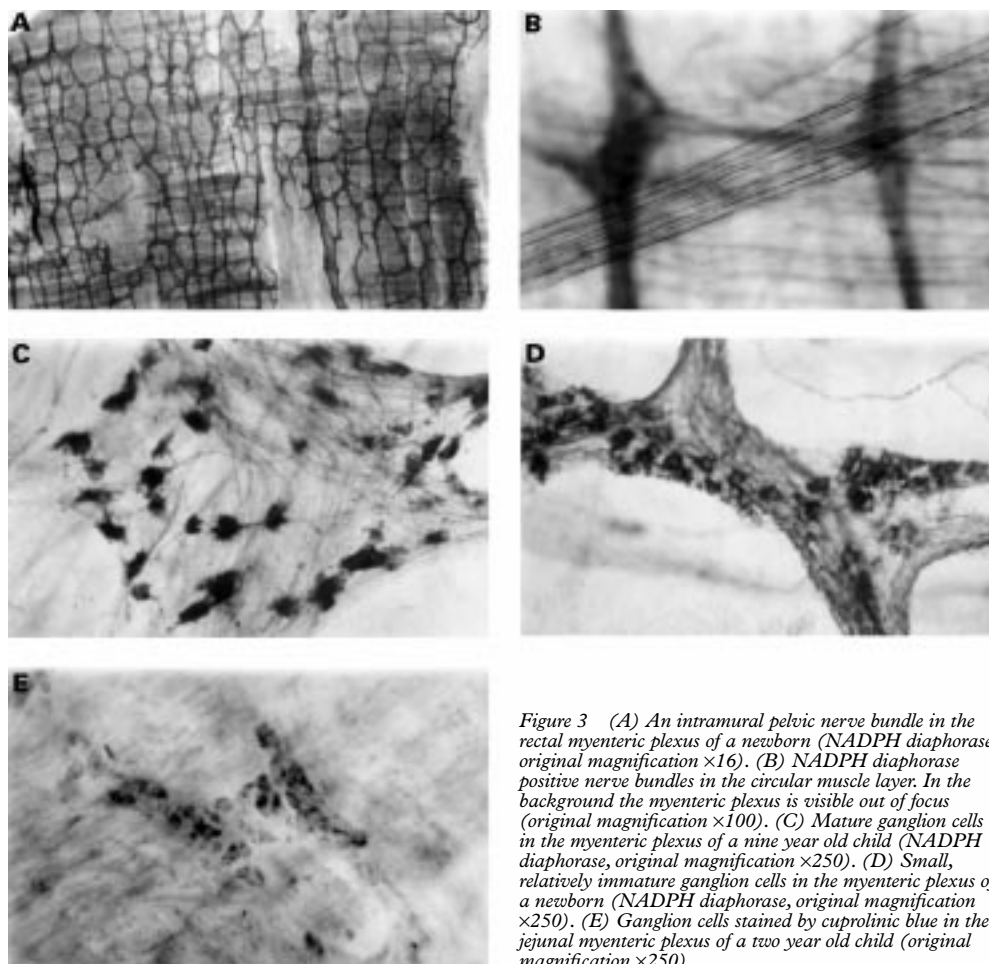 A
B
C
D
E
Figure 3 (A) An intramural pelvic nerve bundle in the
rectal myenteric plexus of a newborn (NADPH diaphorase
original magnification ×16). (B) NADPH diaphorase
positive nerve bundles in the circular muscle layer. In the
background the myenteric plexus is visible out of focus
(original magnification ×100). (C) Mature ganglion cells
in the myenteric plexus of a nine year old child (NADPH
diaphorase, original magnification ×250). (D) Small,
relatively immature ganglion cells in the myenteric plexus o
a newborn (NADPH diaphorase, original magnification
×250). (E) Ganglion cells stained by cuprolinic blue in the
jejunal myenteric plexus of a two year old child (original
magnification ×250)